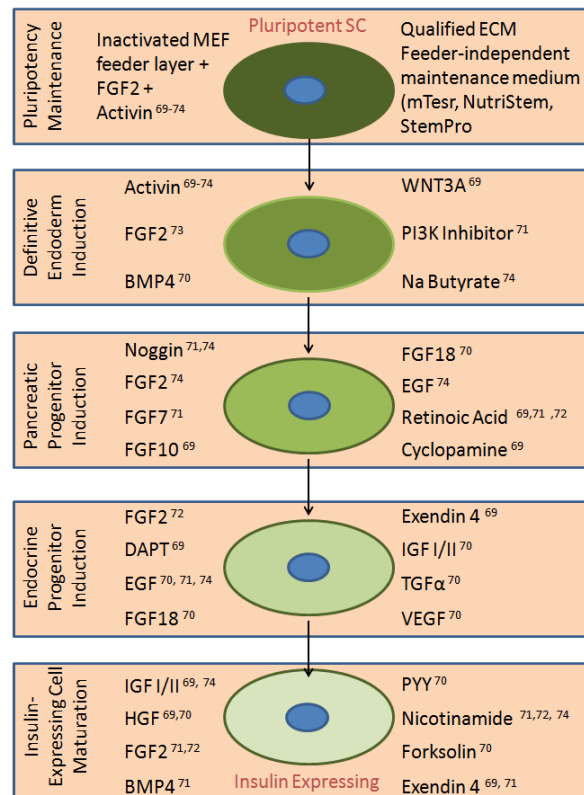 Pluripotency
Maintenance
Inactivated MEF
feeder layer +
FGF2 +
Activin 69-74
Pluripotent SC
Qualified ECM
Feeder-independent
maintenance medium
(mTesr, NutriStem,
StemPro
Definitive
Endoderm
Induction
Activin 69-74
FGF2 73
BMP4 70
WNT3A 69
PI3K Inhibitor 71
Na Butyrate 74
Pancreatic
Progenitor
Induction
Noggin 71,74
FGF2 74
FGF7 71
FGF10 69
FGF18 70
EGF 74
Retinoic Acid 69,71 ,72
Cyclopamine 69
Endocrine
Progenitor
Induction
FGF2 72
DAPT 69
EGF 70, 71, 74
FGF18 70
Exendin 4 69
IGF I/II 70
TGFα 70
VEGF 70
Insulin-
Expressing Cell
Maturation
IGF I/II 69, 74
HGF 69,70
FGF2 71,72
BMP4 71
Insulin Expressing
PYY 70
Nicotinamide 71,72, 74
Forksolin 70
Exendin 4 69, 71